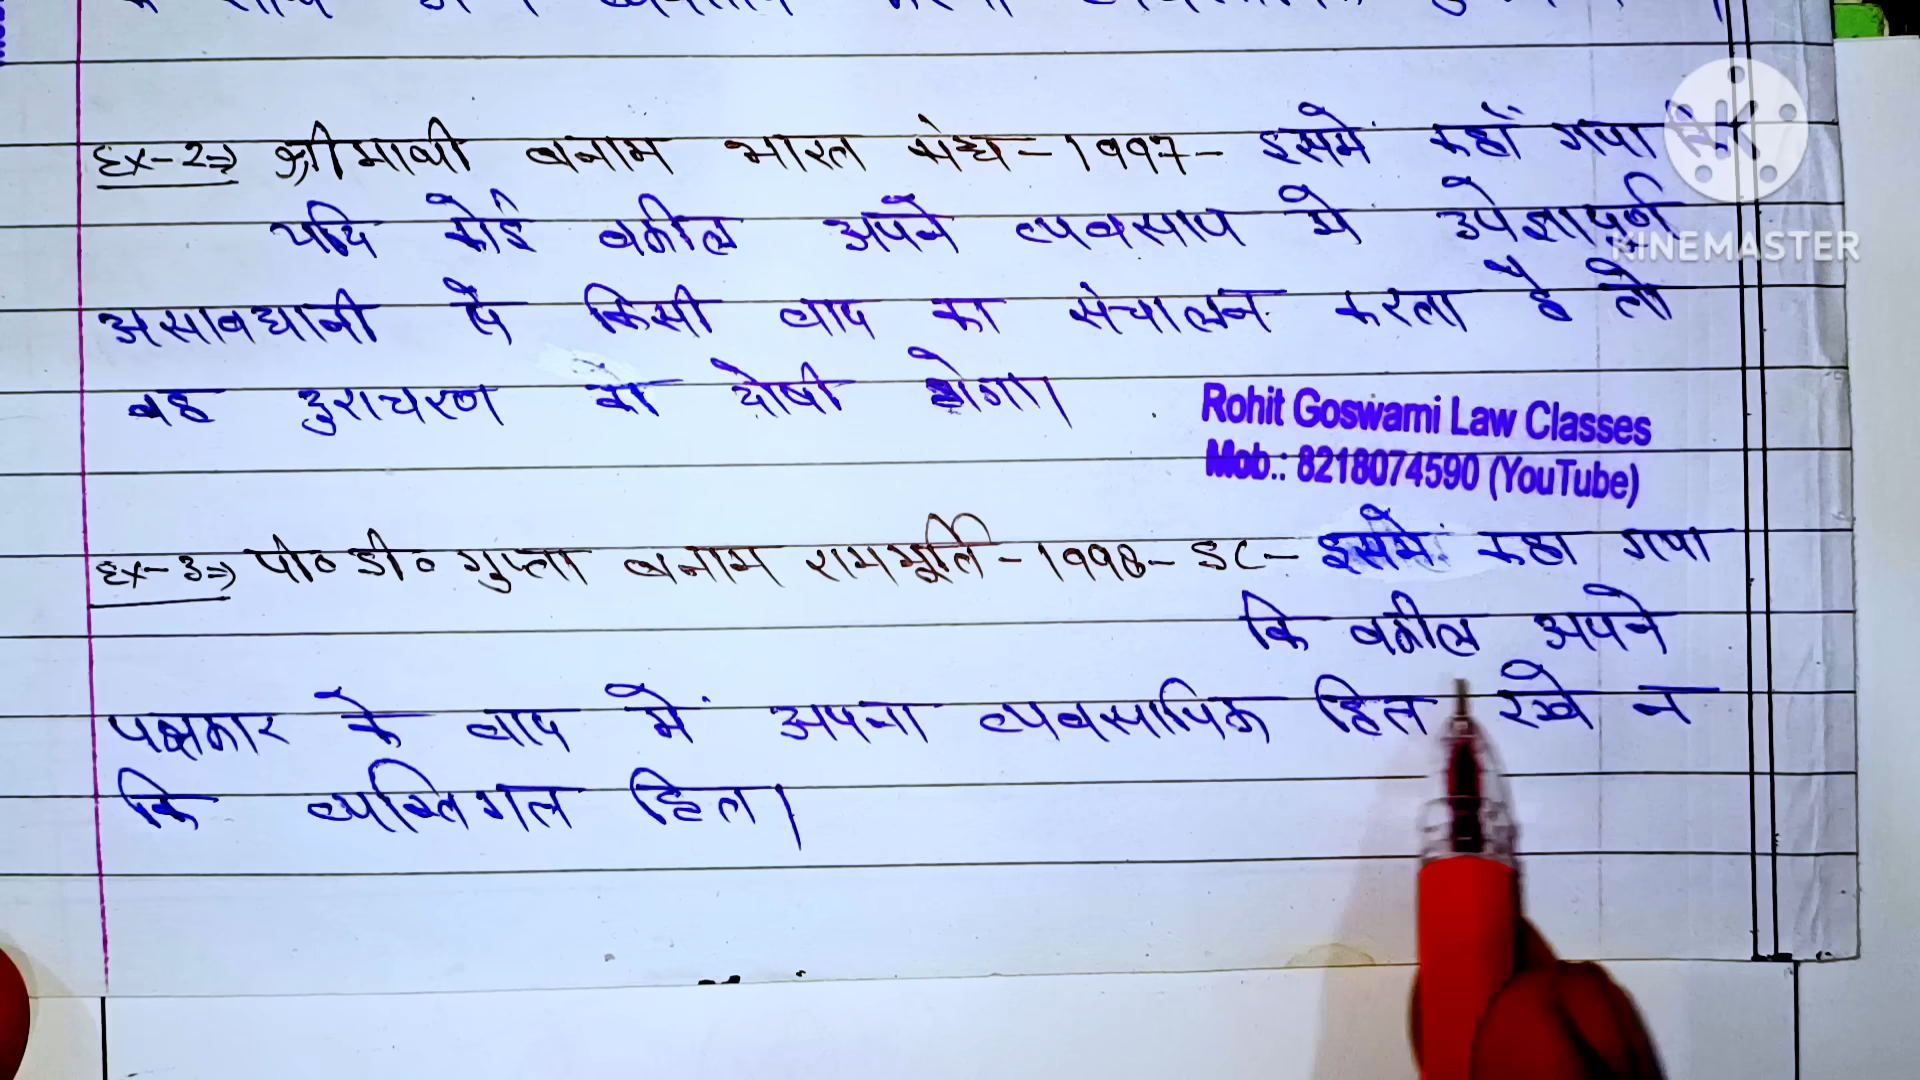 Ex-2⇒ श्रीमावी बनाम भारत संघ-1997- इसमें कहाँ गया कि
यदि कोई वकील अपने व्यवसाय मे उपेक्षापूर्ण
असावधानी से किसी वाद का संचालन करता है तो
वह दुराचरण का दोषी होगा।
Rohit Goswami Law Classes
Mob.: 8218074590 (YouTube)
Ex-3⇒ पी० डी० गुप्ता बनाम राममूर्ति-1998- SC- इसमें कहा गया
कि वकील अपने
पक्षकार के वाद में अपना व्यवसायिक हित रखे न
कि व्यक्तिगत हित।
KINEMASTER